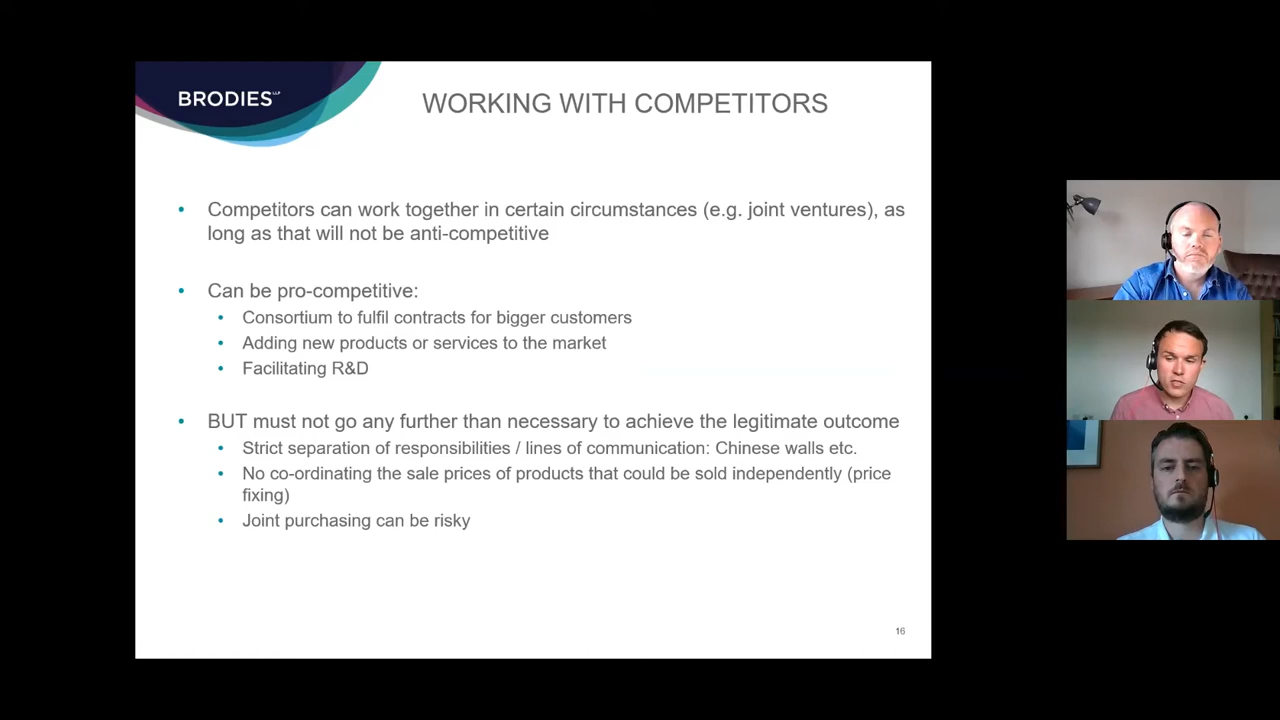 BRODIES LLP
WORKING WITH COMPETITORS
• Competitors can work together in certain circumstances (e.g. joint ventures), as
long as that will not be anti-competitive
• Can be pro-competitive:
• Consortium to fulfil contracts for bigger customers
• Adding new products or services to the market
• Facilitating R&D
• BUT must not go any further than necessary to achieve the legitimate outcome
• Strict separation of responsibilities / lines of communication: Chinese walls etc.
• No co-ordinating the sale prices of products that could be sold independently (price
fixing)
• Joint purchasing can be risky
16